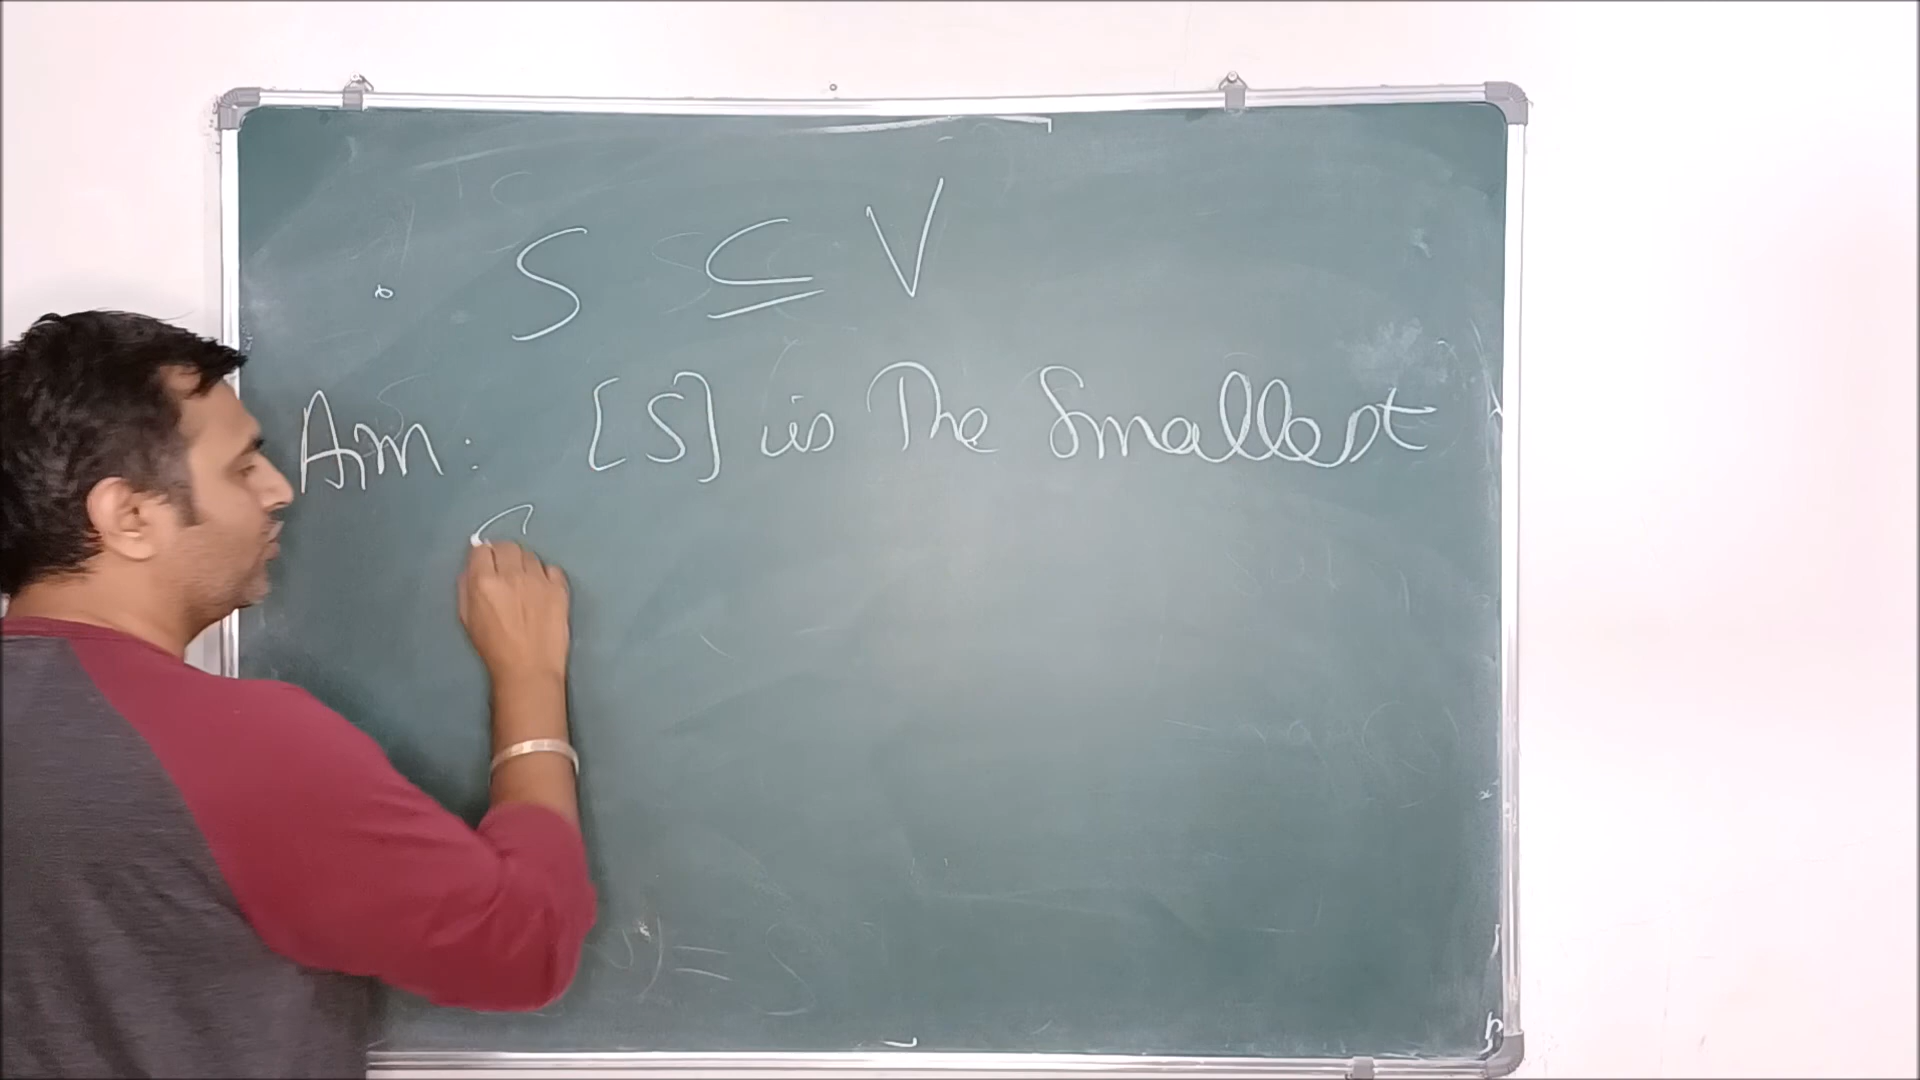 S ⊆ V
Aim: [S] is The Smallest